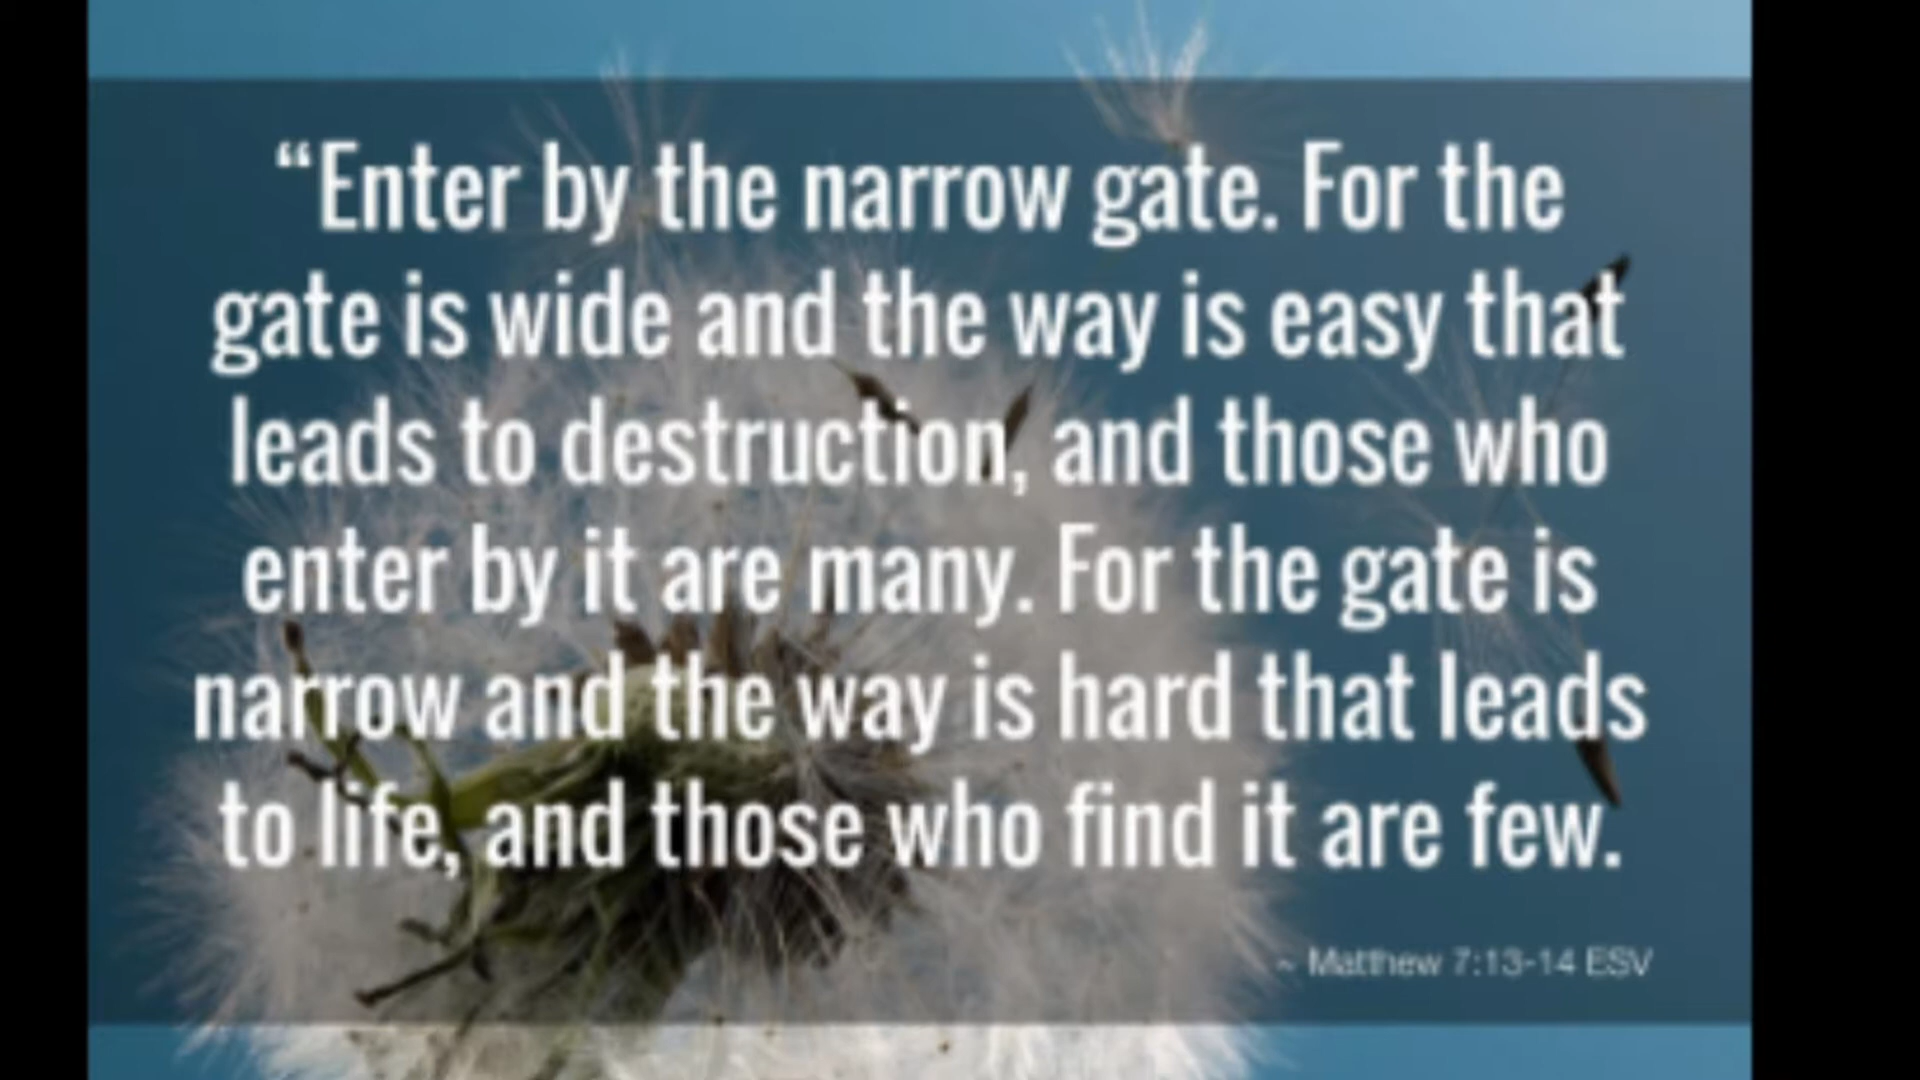 “Enter by the narrow gate. For the
gate is wide and the way is easy that
leads to destruction, and those who
enter by it are many. For the gate is
narrow and the way is hard that leads
to life, and those who find it are few.
~ Matthew 7:13-14 ESV